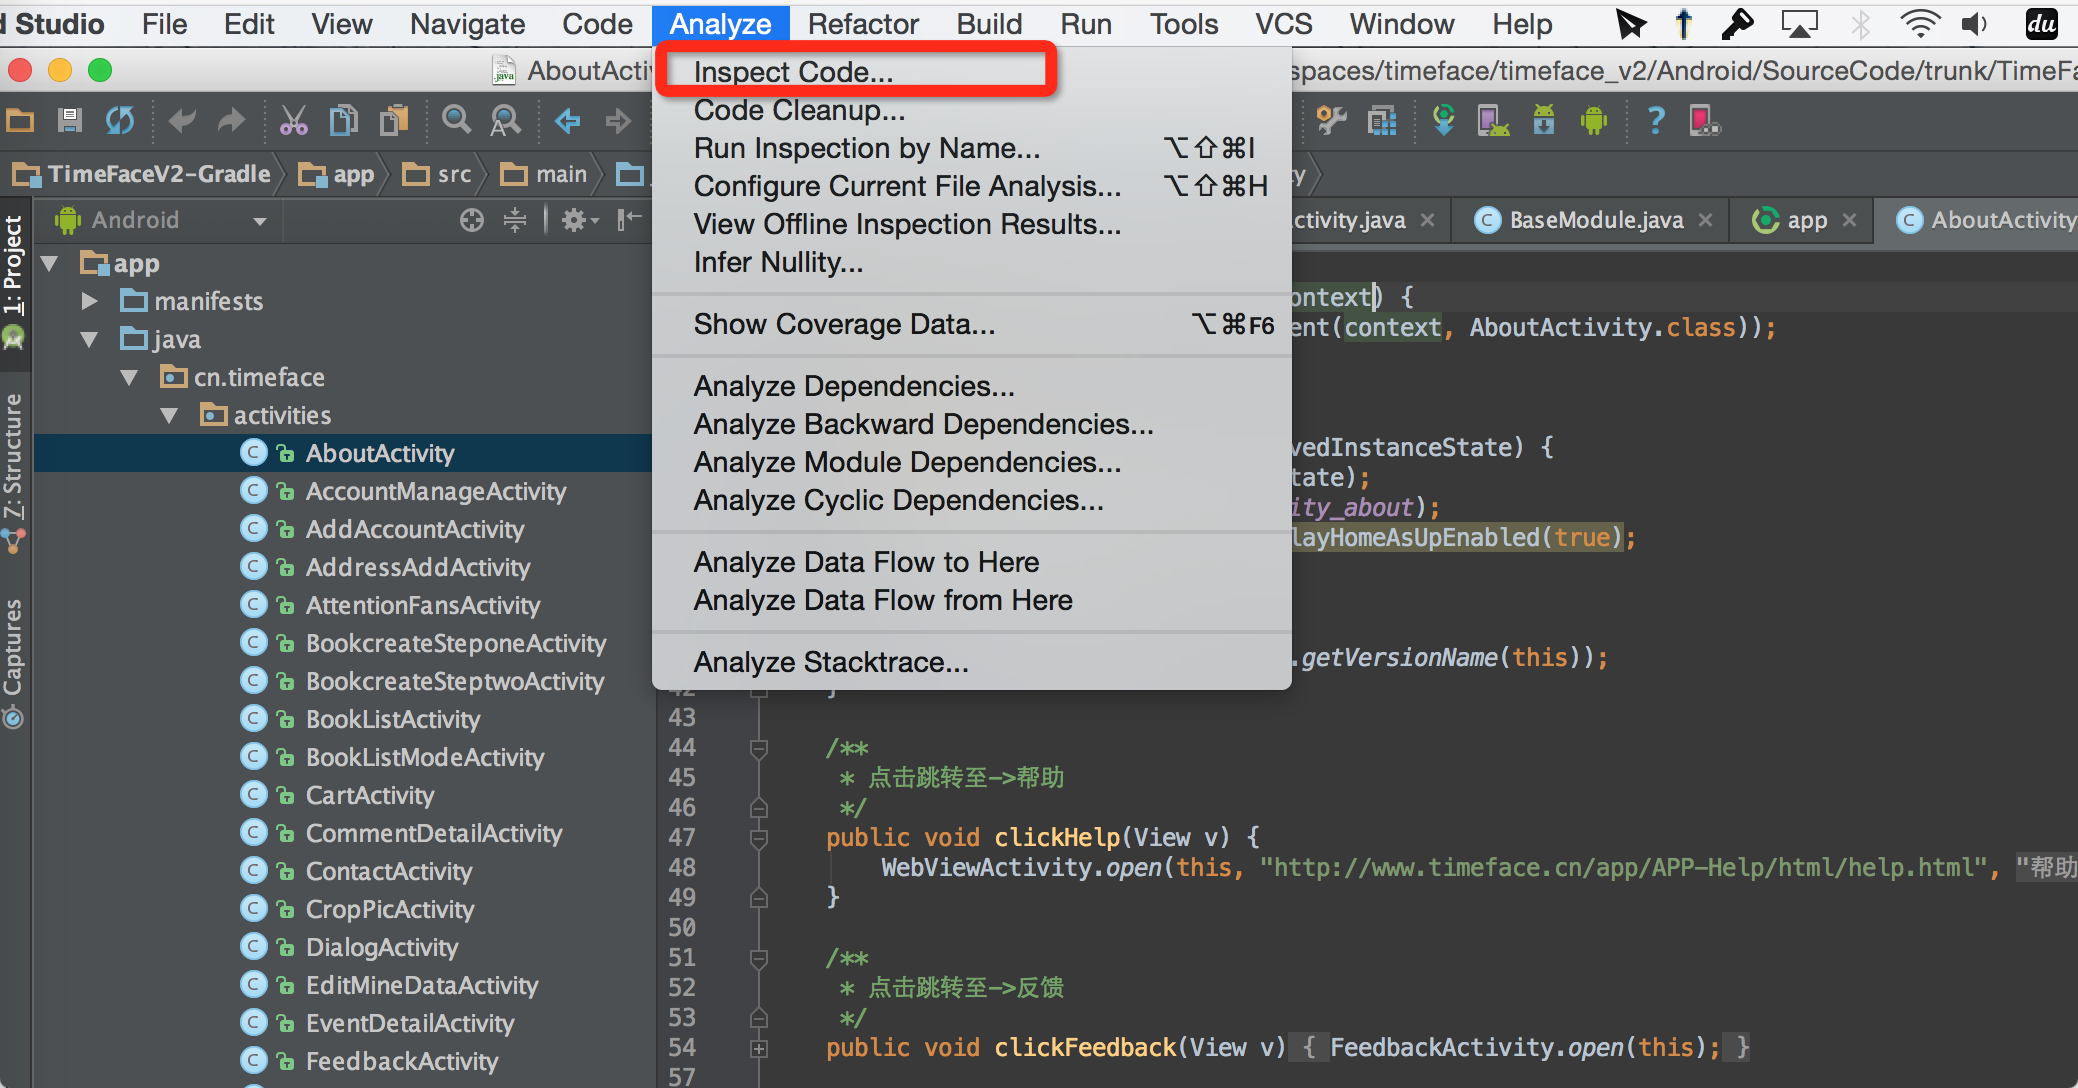 d Studio File Edit View Navigate Code Analyze Refactor Build Run Tools VCS Window Help du
AboutActiv
spaces/timeface/timeface_v2/Android/SourceCode/trunk/TimeFa
TimeFaceV2-Gradle app src main
ty
Android
1: Project
Z: Structure
Captures
app
manifests
java
cn.timeface
activities
AboutActivity
AccountManageActivity
AddAccountActivity
AddressAddActivity
AttentionFansActivity
BookcreateSteponeActivity
BookcreateSteptwoActivity
BookListActivity
BookListModeActivity
CartActivity
CommentDetailActivity
ContactActivity
CropPicActivity
DialogActivity
EditMineDataActivity
EventDetailActivity
FeedbackActivity
Inspect Code...
Code Cleanup...
Run Inspection by Name... ⌥⇧⌘I
Configure Current File Analysis... ⌥⇧⌘H
View Offline Inspection Results...
Infer Nullity...
Show Coverage Data... ⌥⌘F6
Analyze Dependencies...
Analyze Backward Dependencies...
Analyze Module Dependencies...
Analyze Cyclic Dependencies...
Analyze Data Flow to Here
Analyze Data Flow from Here
Analyze Stacktrace...
ctivity.java BaseModule.java app AboutActivity
ontext) {
ent(context, AboutActivity.class));
vedInstanceState) {
tate);
ity_about);
layHomeAsUpEnabled(true);
.getVersionName(this));
42 }
43
44 /**
45 * 点击跳转至->帮助
46 */
47 public void clickHelp(View v) {
48 WebViewActivity.open(this, "http://www.timeface.cn/app/APP-Help/html/help.html", "帮助
49 }
50
51 /**
52 * 点击跳转至->反馈
53 */
54 public void clickFeedback(View v) { FeedbackActivity.open(this); }
57